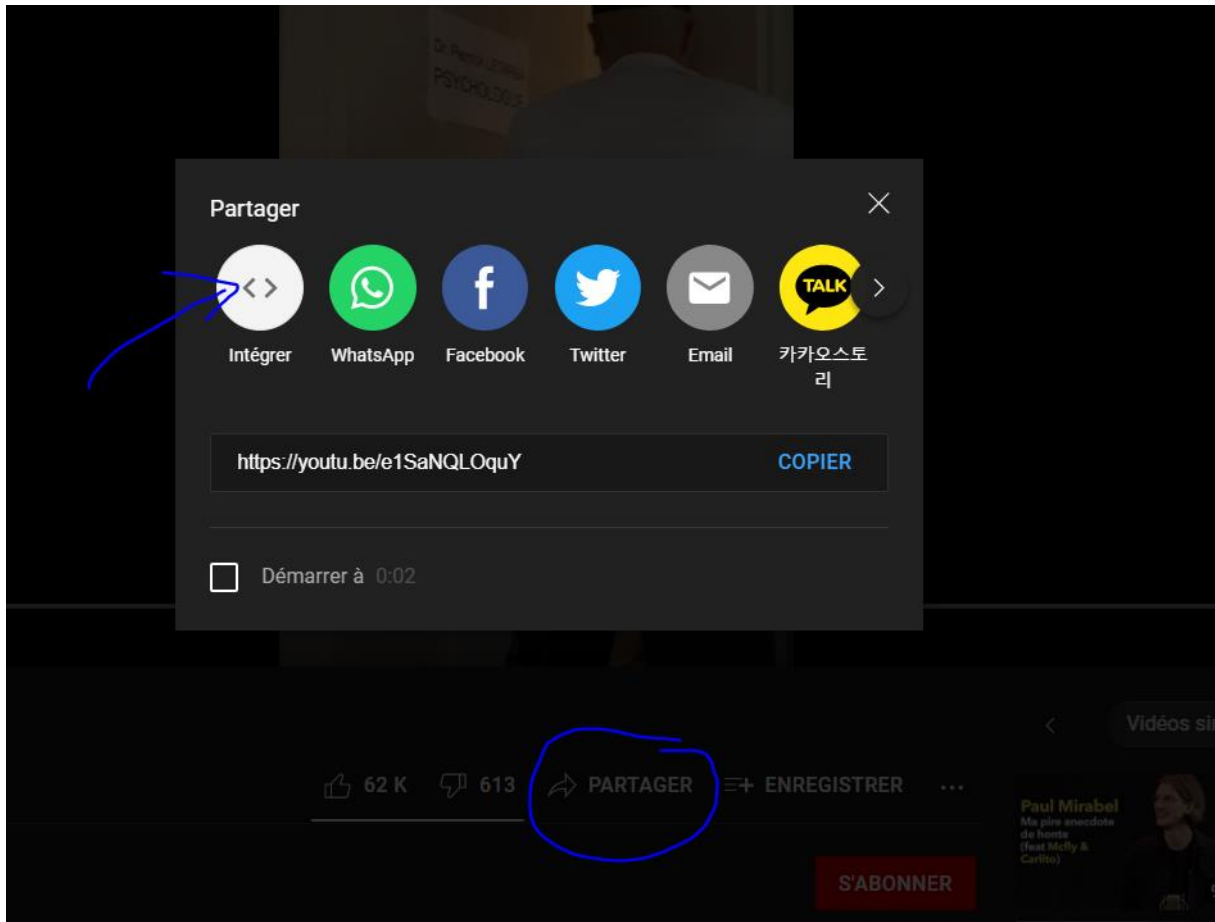 PSYCHOLOGUE
Partager
TALK
Intégrer
WhatsApp
Facebook
Twitter
Email
카카오스토
리
https://youtu.be/e1SaNQLOquY
COPIER
Démarrer à 0:02
Vidéos si
62 K
613
PARTAGER
ENREGISTRER
Paul Mirabel
Ma pire anecdote
de honte
(feat Mcfly &
Carlito)
S'ABONNER